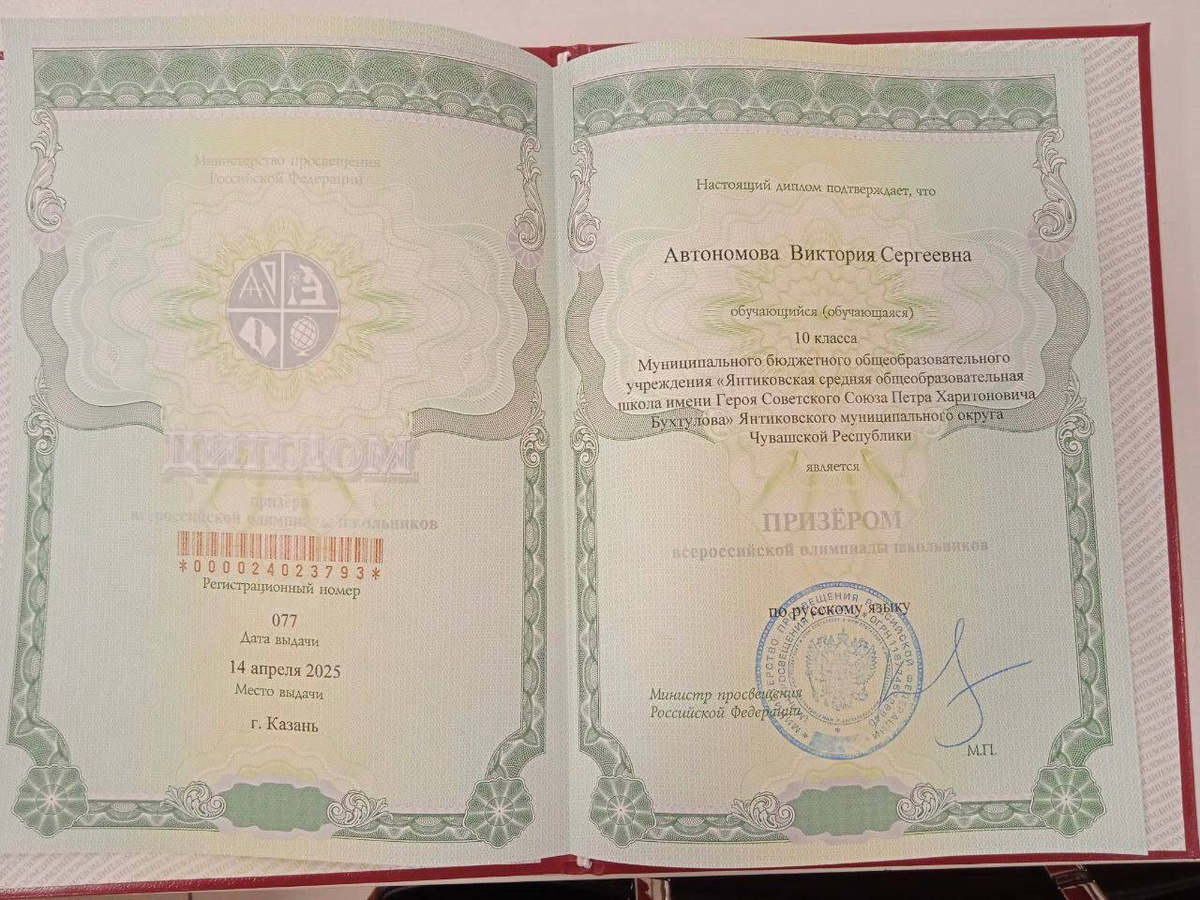 Министерство просвещения
Российской Федерации
ДИПЛОМ
призёра
всероссийской олимпиады школьников
*000024023793*
Регистрационный номер
077
Дата выдачи
14 апреля 2025
Место выдачи
г. Казань
Настоящий диплом подтверждает, что
Автономова Виктория Сергеевна
обучающийся (обучающаяся)
10 класса
Муниципального бюджетного общеобразовательного
учреждения «Янтиковская средняя общеобразовательная
школа имени Героя Советского Союза Петра Харитоновича
Бухтулова» Янтиковского муниципального округа
Чувашской Республики
является
ПРИЗЁРОМ
всероссийской олимпиады школьников
по русскому языку
Министр просвещения
Российской Федерации
М.П.